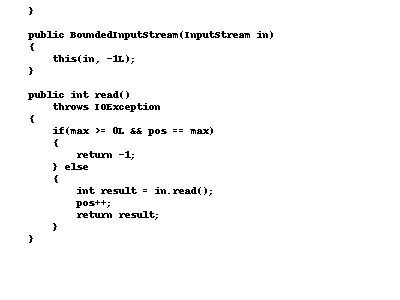 }
public BoundedInputStream(InputStream in)
{
this(in, -1L);
}
public int read()
throws IOException
{
if(max >= 0L && pos == max)
{
return -1;
} else
{
int result = in.read();
pos++;
return result;
}
}